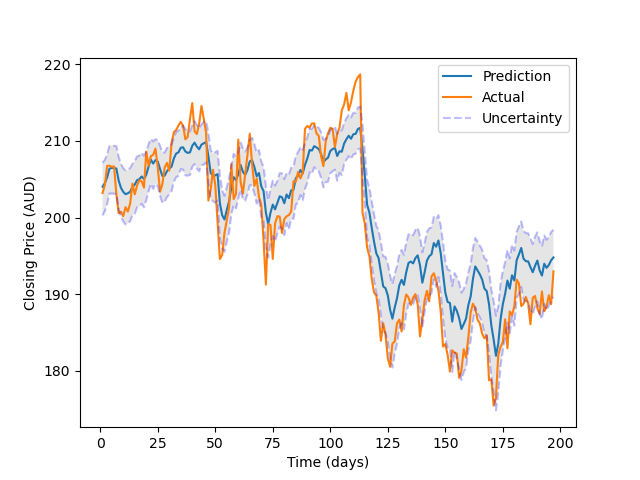 220
210
200
190
180
Closing Price (AUD)
Prediction
Actual
Uncertainty
0 25 50 75 100 125 150 175 200
Time (days)